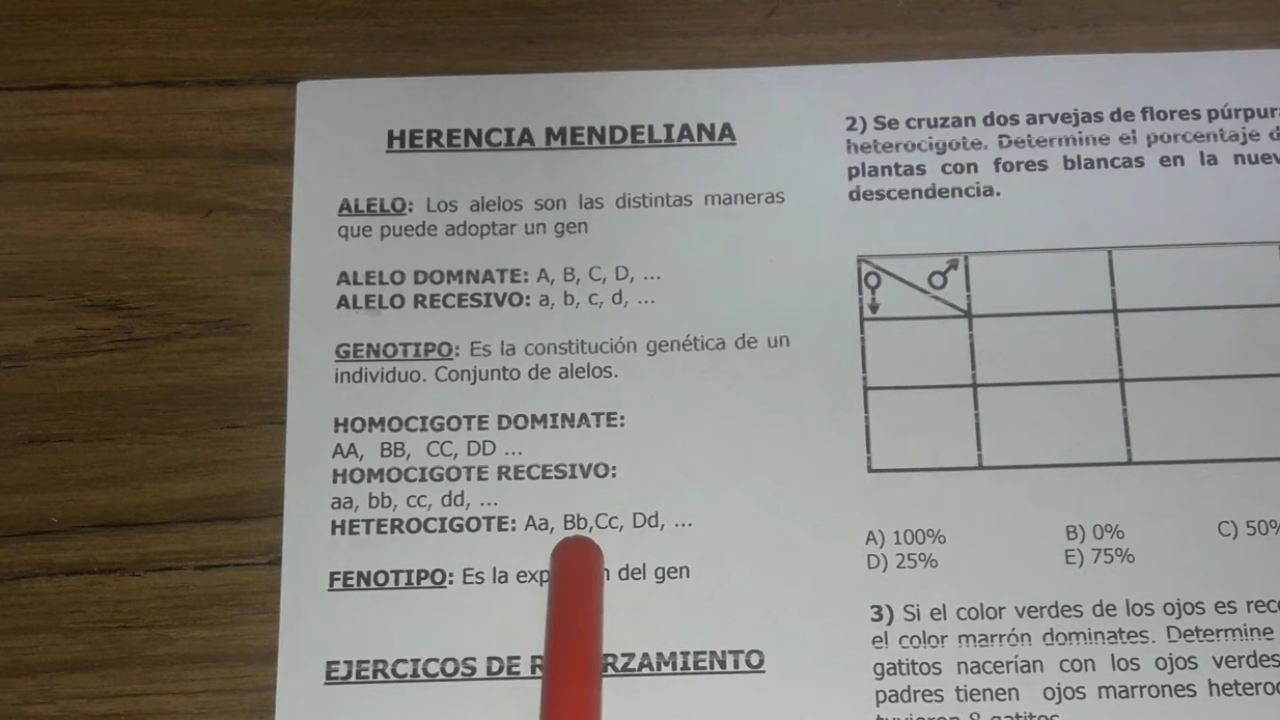 HERENCIA MENDELIANA
ALELO: Los alelos son las distintas maneras
que puede adoptar un gen
ALELO DOMNATE: A, B, C, D, ...
ALELO RECESIVO: a, b, c, d, ...
GENOTIPO: Es la constitución genética de un
individuo. Conjunto de alelos.
HOMOCIGOTE DOMINATE:
AA, BB, CC, DD ...
HOMOCIGOTE RECESIVO:
aa, bb, cc, dd, ...
HETEROCIGOTE: Aa, Bb,Cc, Dd, ...
FENOTIPO: Es la del gen
EJERCICOS DE
2) Se cruzan dos arvejas de flores
heterocigote. Determine el porcentaje
plantas con fores blancas en la
descendencia.
A) 100% B) 0% C) 50%
D) 25% E) 75%
3) Si el color verdes de los ojos es
el color marrón dominates. Determine
gatitos nacerían con los ojos verdes
padres tienen ojos marrones